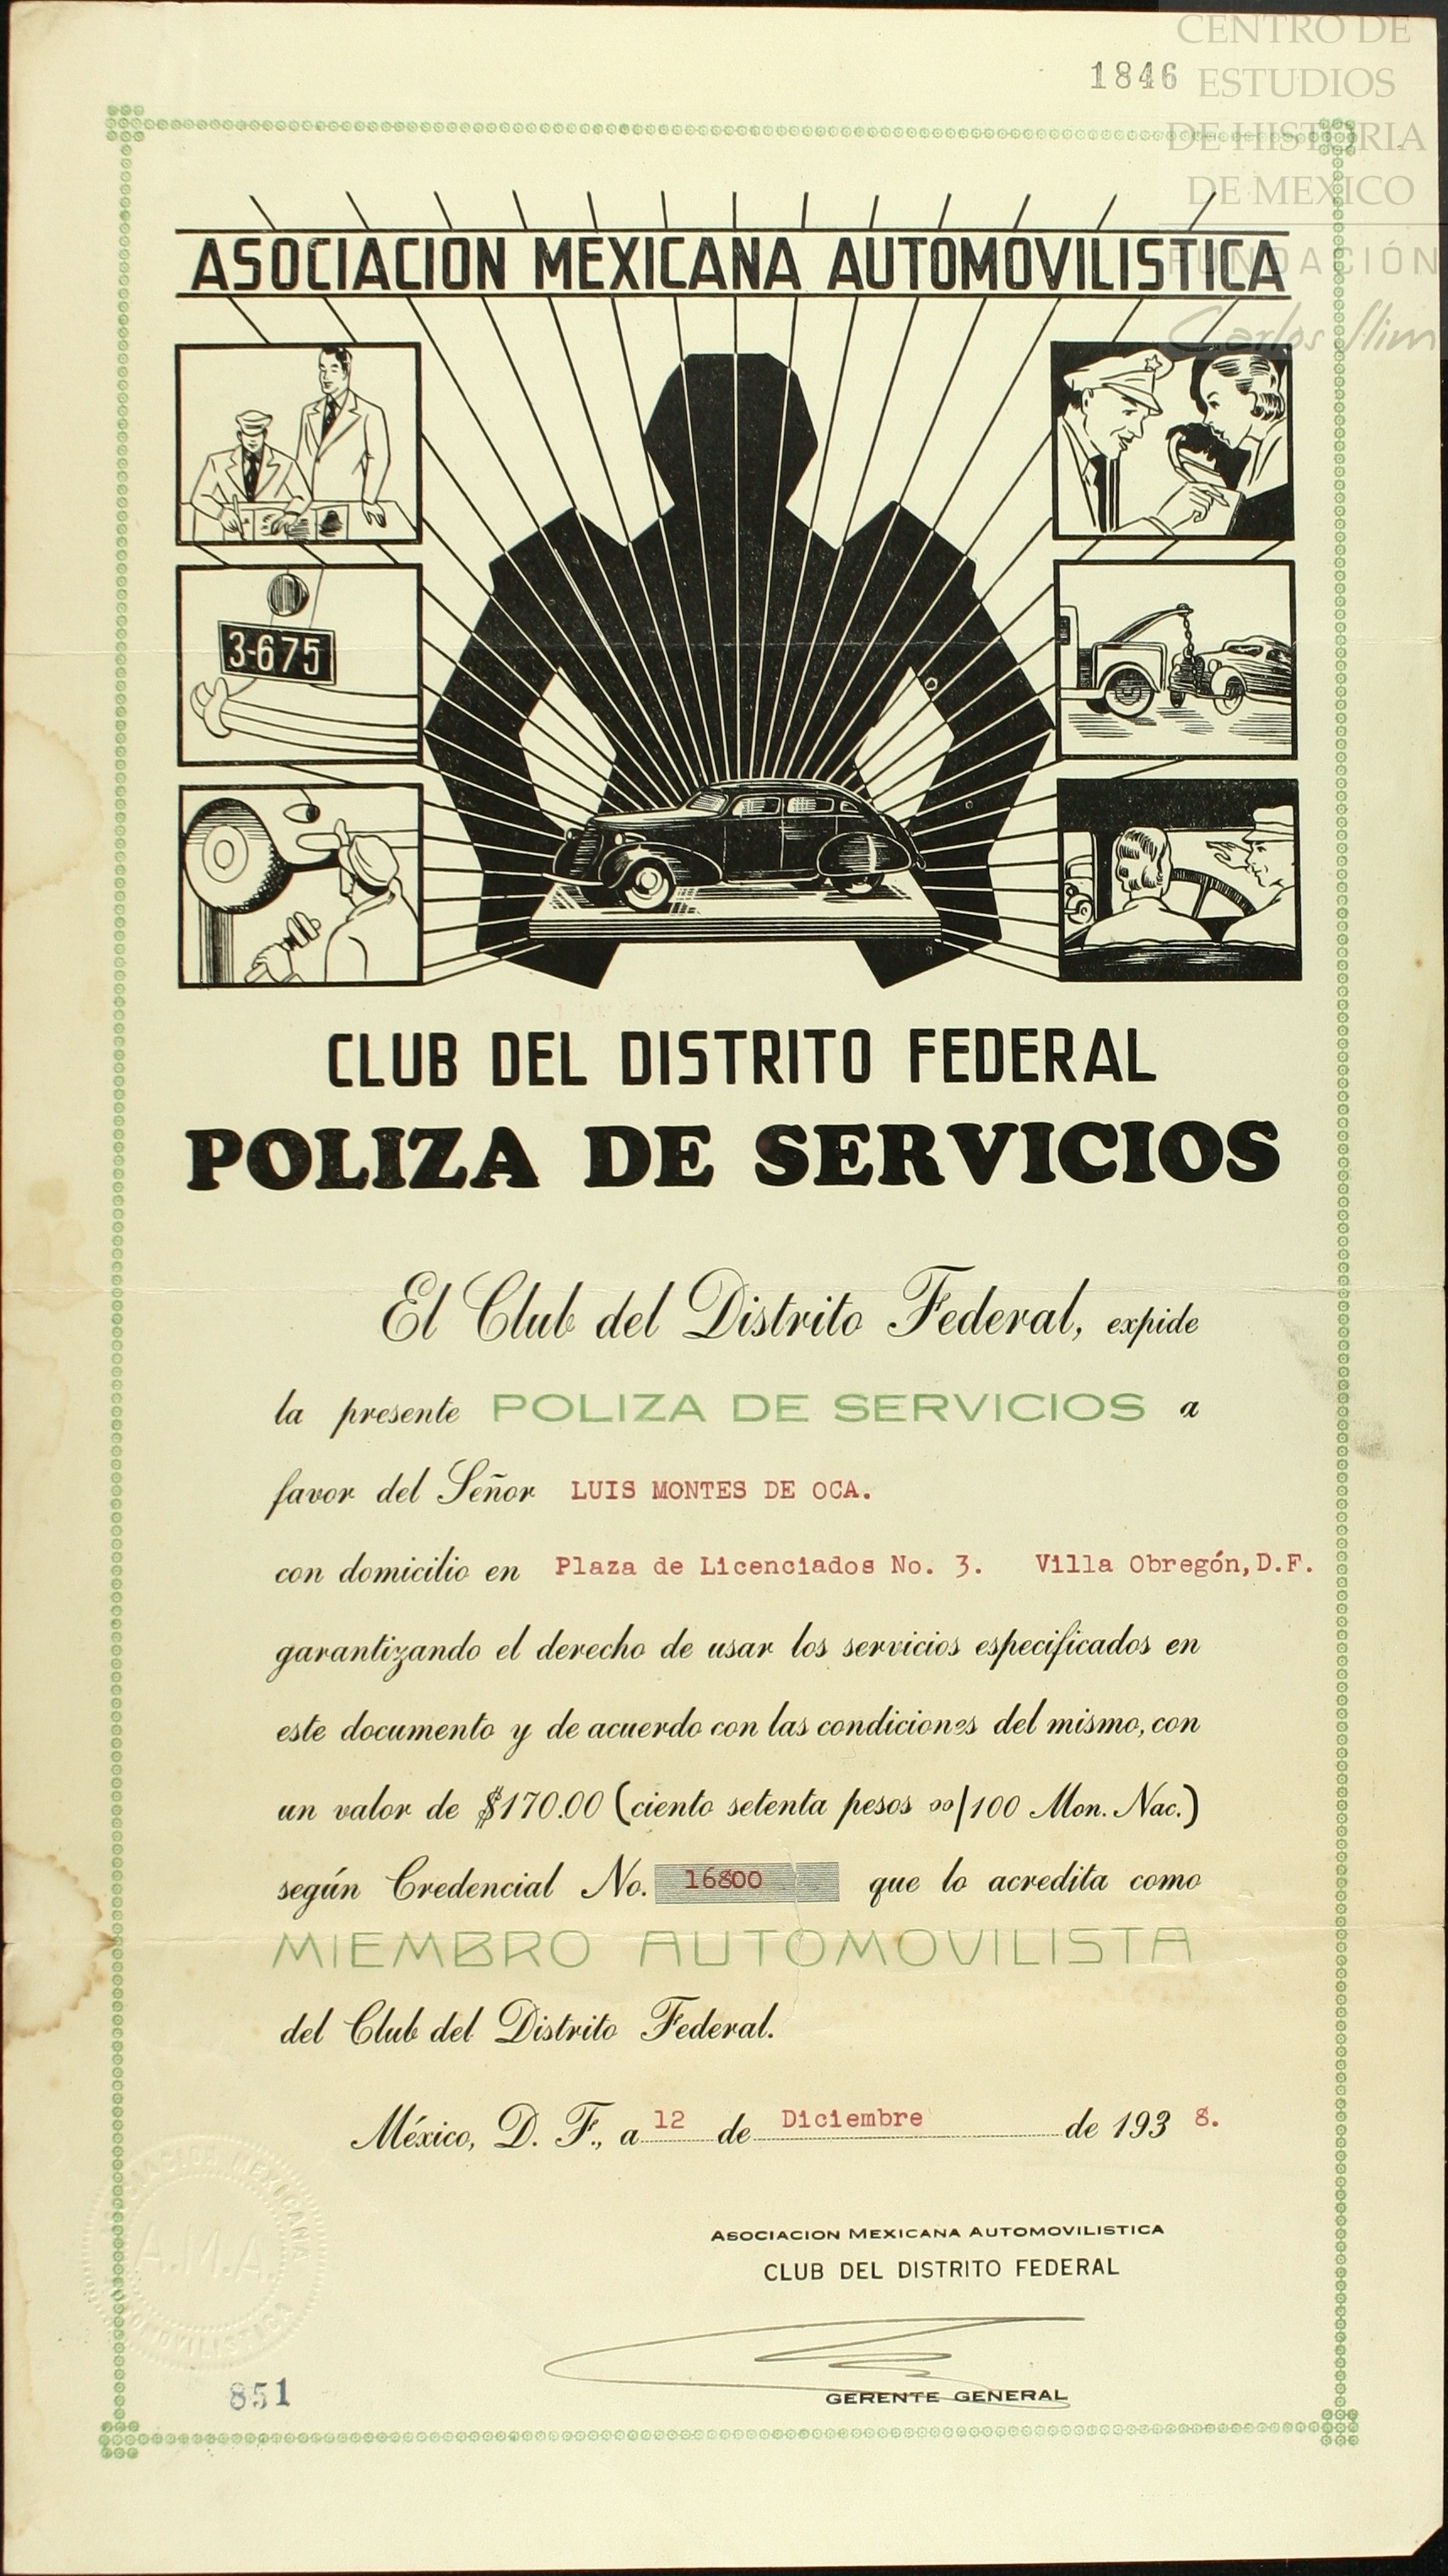 CENTRO DE
1846 ESTUDIOS
DE HISTORIA
DE MEXICO
FUNDACIÓN
Carlos Slim
ASOCIACION MEXICANA AUTOMOVILISTICA
3-675
CLUB DEL DISTRITO FEDERAL
POLIZA DE SERVICIOS
El Club del Distrito Federal, expide
la presente POLIZA DE SERVICIOS a
favor del Señor LUIS MONTES DE OCA.
con domicilio en Plaza de Licenciados No. 3. Villa Obregón, D.F.
garantizando el derecho de usar los servicios especificados en
este documento y de acuerdo con las condiciones del mismo, con
un valor de $170.00 (ciento setenta pesos 00/100 Mon. Nac.)
según Credencial No. 16800 que lo acredita como
MIEMBRO AUTOMOVILISTA
del Club del Distrito Federal.
México, D. F., a 12 de Diciembre de 193 8.
ASOCIACION MEXICANA AUTOMOVILISTICA
A.M.A.
ASOCIACION MEXICANA AUTOMOVILISTICA
CLUB DEL DISTRITO FEDERAL
GERENTE GENERAL
851